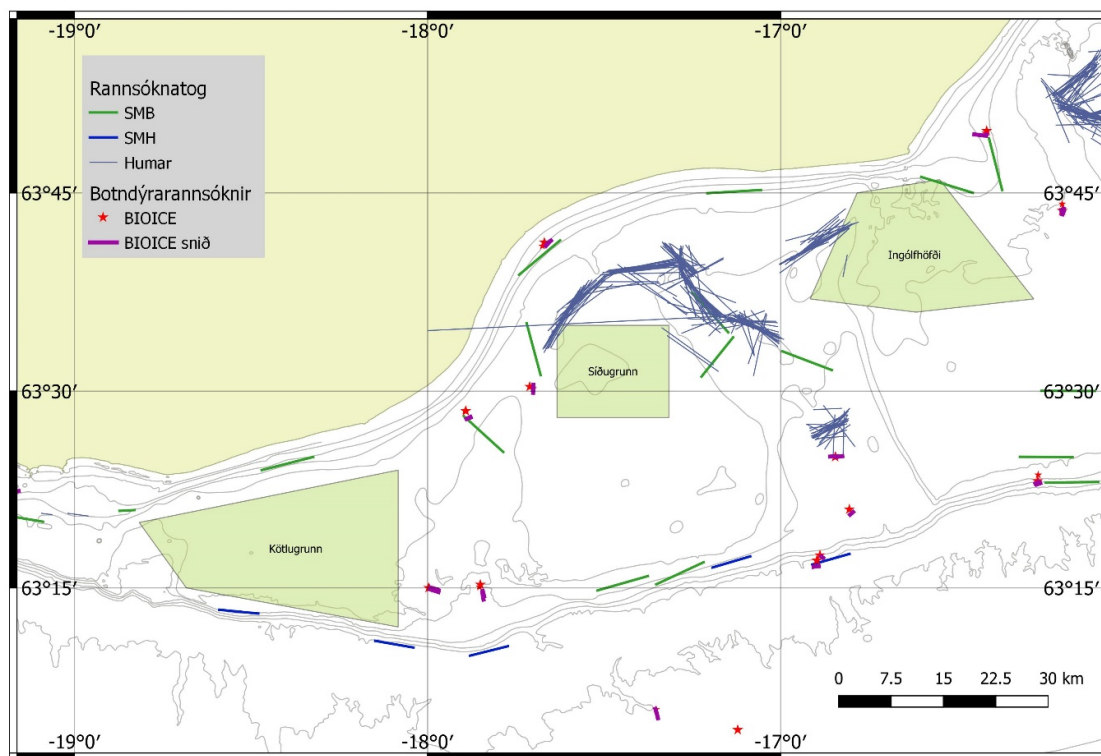 -19°0′ -18°0′ -17°0′
Rannsóknatog
SMB
SMH
Humar
Botndýrarannsóknir
BIOICE
BIOICE snið
63°45′ 63°45′
Ingólfhöfði
Síðugrunn
63°30′ 63°30′
Kötlugrunn
63°15′ 63°15′
0 7.5 15 22.5 30 km
-19°0′ -18°0′ -17°0′